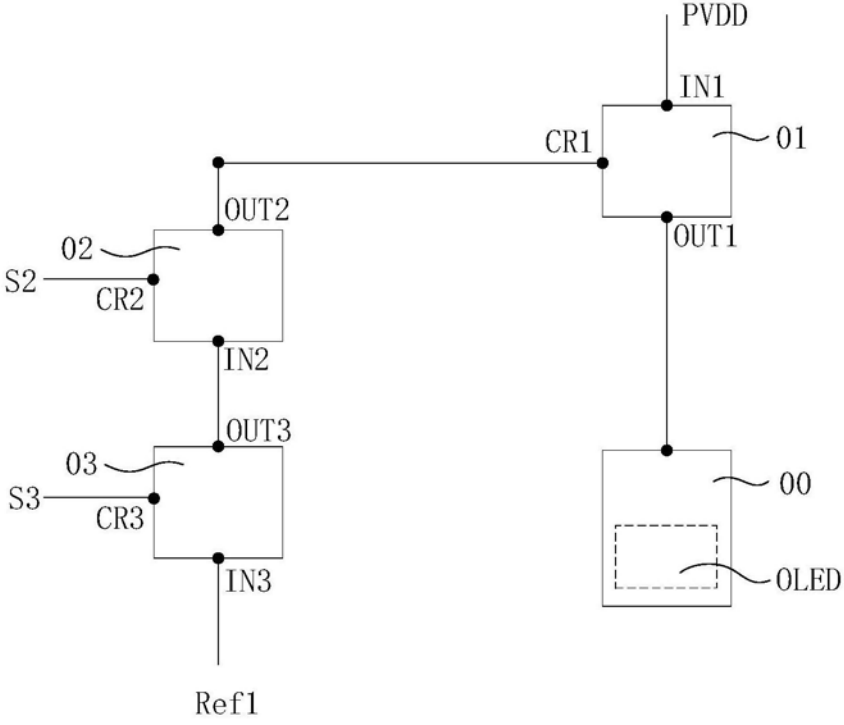 PVDD
IN1
CR1
01
OUT2
OUT1
02
S2
CR2
IN2
OUT3
03
00
S3
CR3
IN3
OLED
Ref1